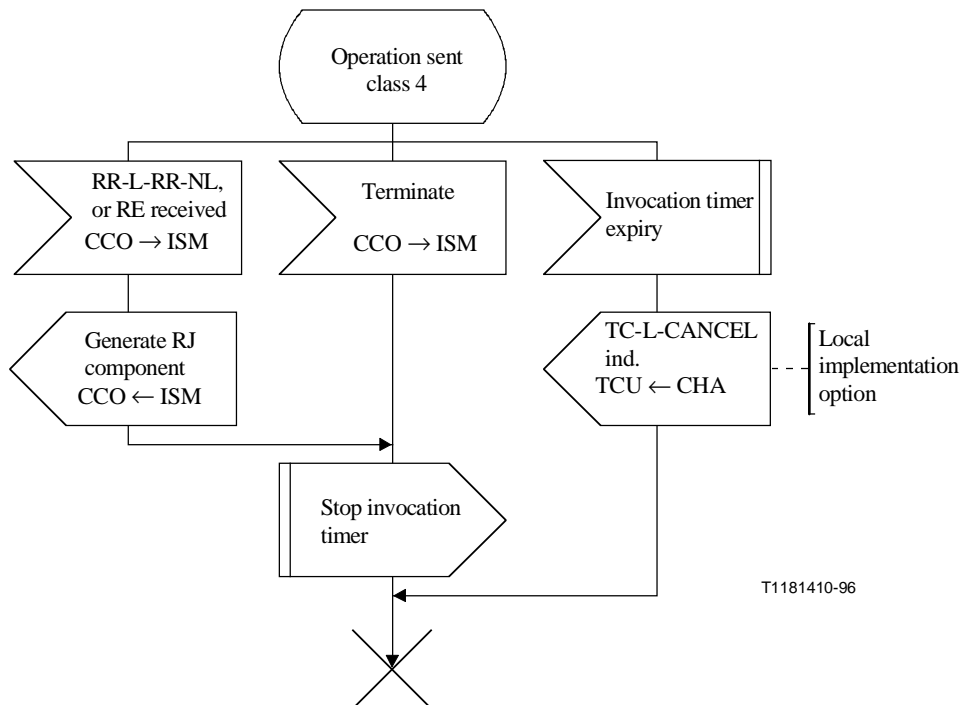 Operation sent
class 4
RR-L-RR-NL,
or RE received
CCO → ISM
Terminate
CCO → ISM
Invocation timer
expiry
Generate RJ
component
CCO ← ISM
TC-L-CANCEL
ind.
TCU ← CHA
Local
implementation
option
Stop invocation
timer
T1181410-96